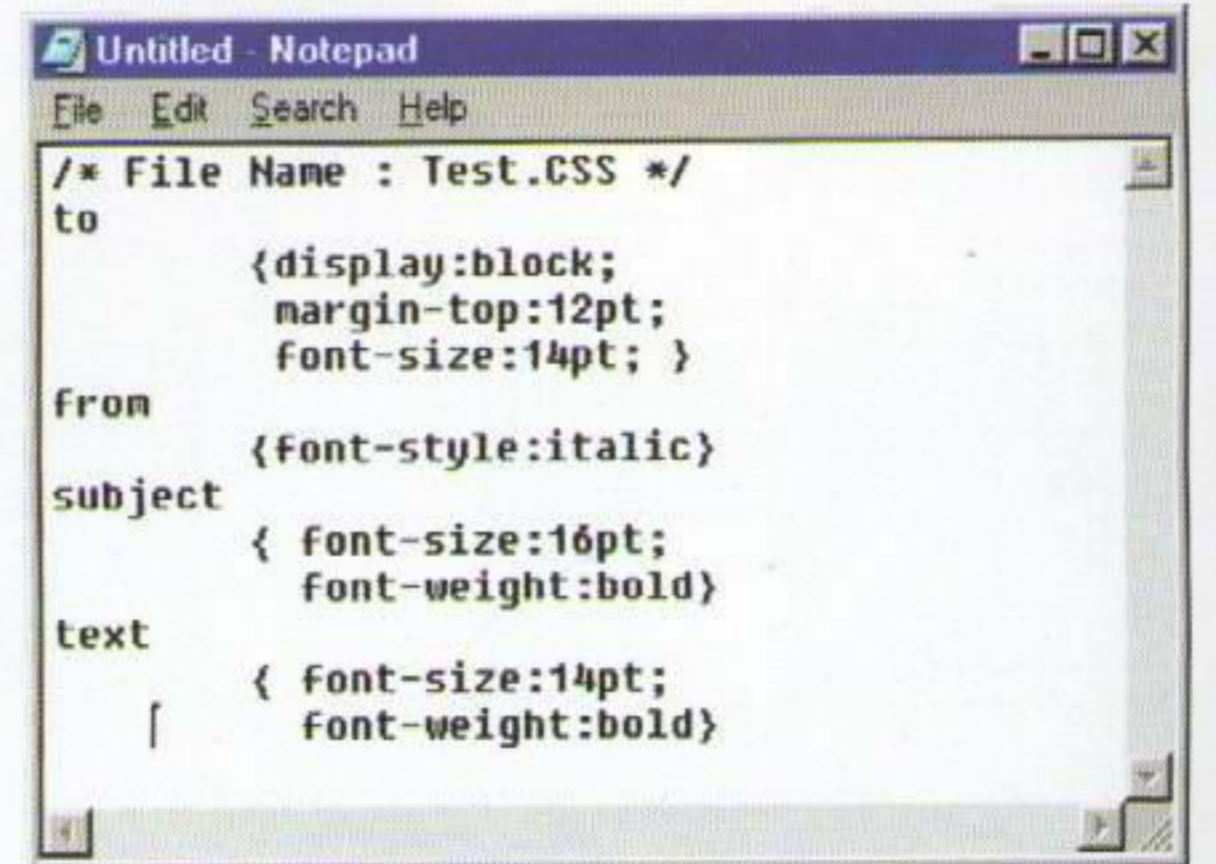 Untitled - Notepad
File Edit Search Help
/* File Name : Test.CSS */
to
{display:block;
margin-top:12pt;
font-size:14pt; }
from
{font-style:italic}
subject
{ font-size:16pt;
font-weight:bold}
text
{ font-size:14pt;
font-weight:bold}